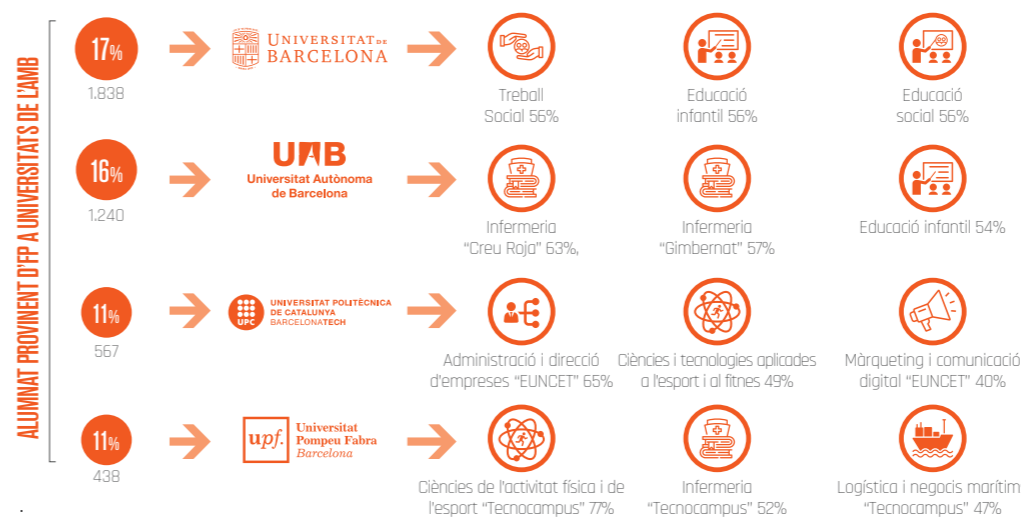 ALUMNAT PROVINENT D'FP A UNIVERSITATS DE L'AMB
17%
1.838
UNIVERSITAT DE
BARCELONA
Treball
Social 56%
Educació
infantil 56%
Educació
social 56%
16%
1.240
UAB
Universitat Autònoma
de Barcelona
Infermeria
"Creu Roja" 63%,
Infermeria
"Gimbernat" 57%
Educació infantil 54%
11%
567
UPC
UNIVERSITAT POLITÈCNICA
DE CATALUNYA
BARCELONATECH
Administració i direcció
d'empreses "EUNCET" 65%
Ciències i tecnologies aplicades
a l'esport i al fitnes 49%
Màrqueting i comunicació
digital "EUNCET" 40%
11%
438
upf.
Universitat
Pompeu Fabra
Barcelona
Ciències de l'activitat física i de
l'esport "Tecnocampus" 77%
Infermeria
"Tecnocampus" 52%
Logística i negocis marítim
"Tecnocampus" 47%